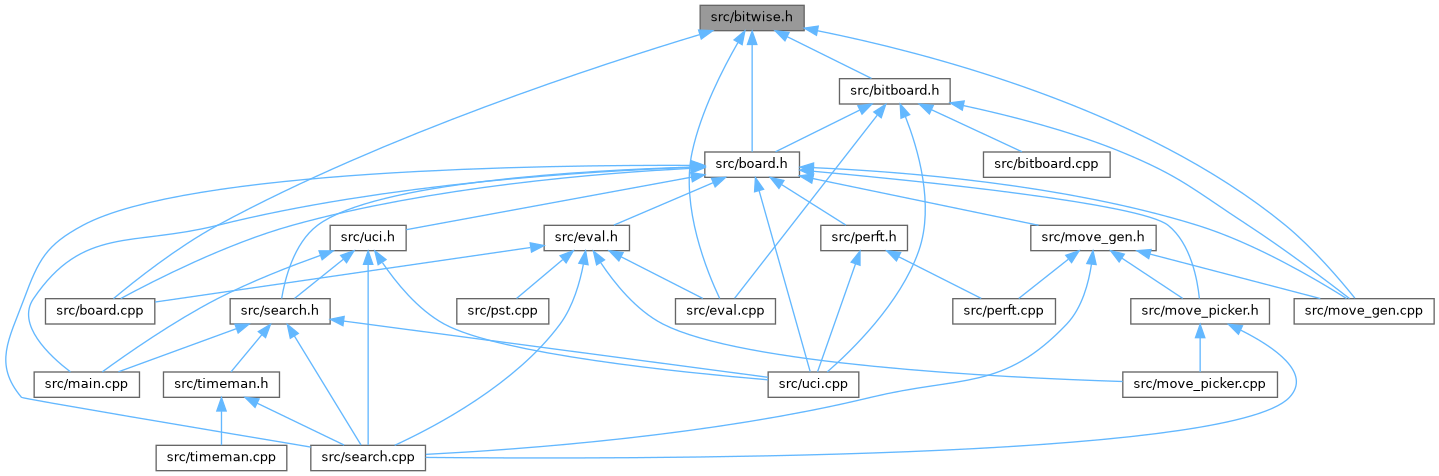 src/bitwise.h
src/bitboard.h
src/board.h
src/bitboard.cpp
src/uci.h
src/eval.h
src/perft.h
src/move_gen.h
src/board.cpp
src/search.h
src/pst.cpp
src/eval.cpp
src/perft.cpp
src/move_picker.h
src/move_gen.cpp
src/main.cpp
src/timeman.h
src/uci.cpp
src/move_picker.cpp
src/timeman.cpp
src/search.cpp